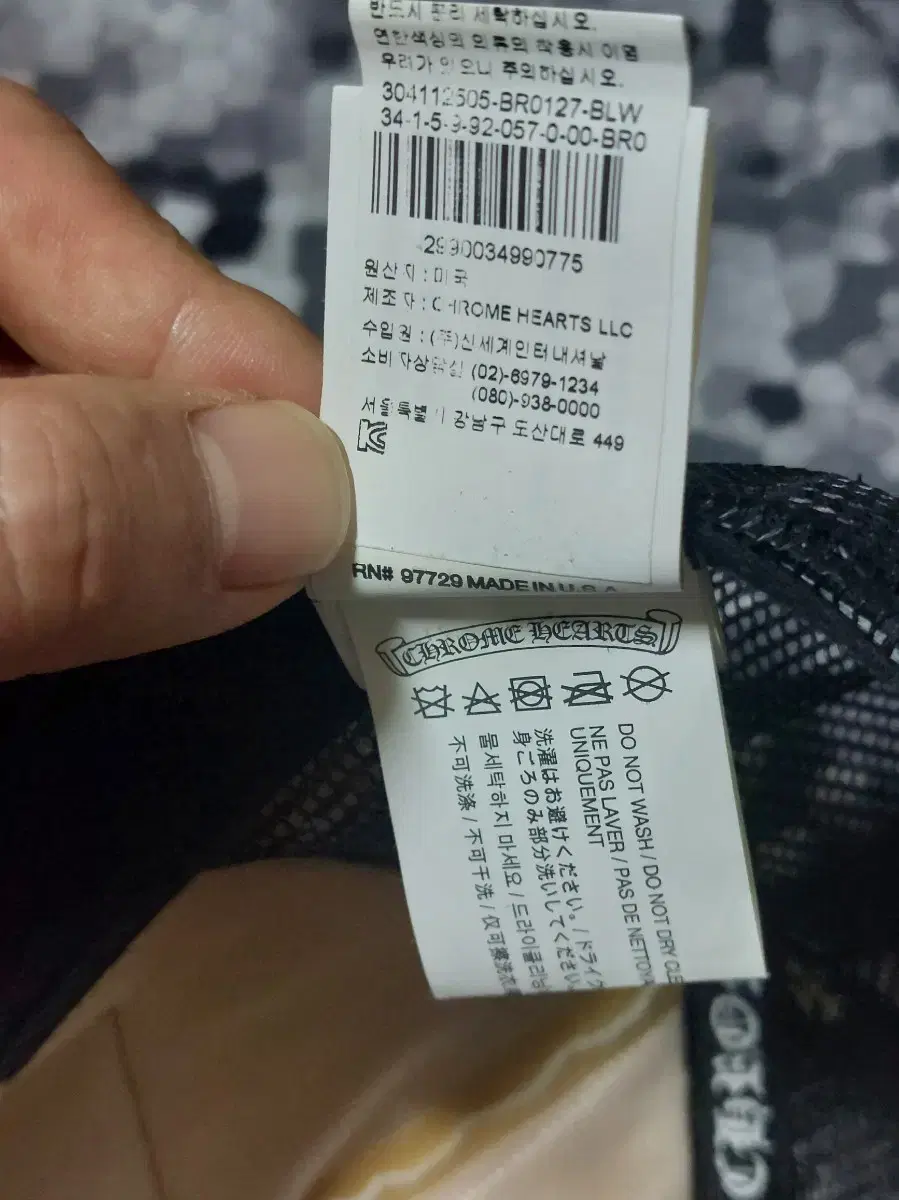 반드시 분리 세탁하십시오.
연한색상의 의류와 착용시 이염
우려가 있으니 주의하십시오.
304112505-BR0127-BLW
34-1-5-9-92-057-0-00-BR0
2990034990775
원산지 : 미국
제조자 : CHROME HEARTS LLC
수입원 : (주)신세계인터내셔날
소비자상담실 (02)-6979-1234
(080)-938-0000
서울특별시 강남구 도산대로 449
RN# 97729 MADE IN U.S.A
CHROME HEARTS
DO NOT WASH / DO NOT DRY CLE
NE PAS LAVER / PAS DE NETTOYA
UNIQUEMENT
洗濯はお避けください。/ ドライク
身ごろのみ部分洗いしてください
물세탁하지 마세요 / 드라이클리닝
不可洗涤 / 不可干洗 / 仅可擦洗衣